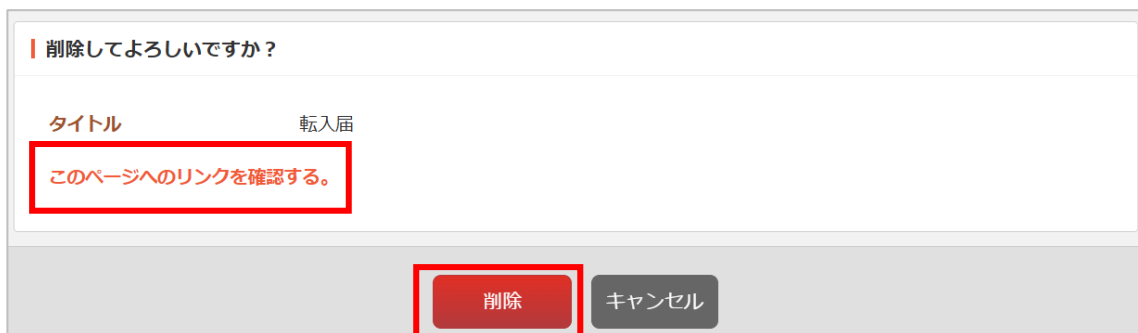 削除してよろしいですか？
タイトル 転入届
このページへのリンクを確認する。
削除 キャンセル